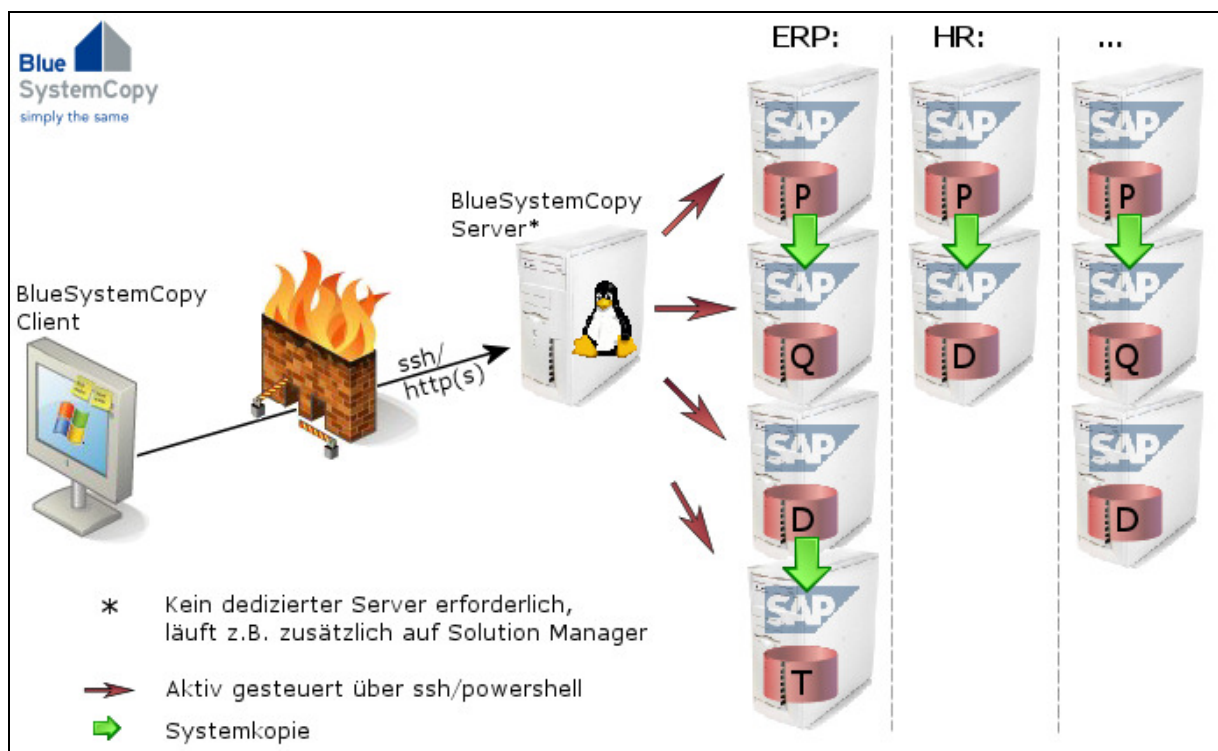 Blue
SystemCopy
simply the same
ERP:
HR:
...
SAP
SAP
SAP
P
P
P
BlueSystemCopy
Server*
SAP
SAP
SAP
Q
D
Q
BlueSystemCopy
Client
ssh/
http(s)
SAP
SAP
D
D
SAP
T
* Kein dedizierter Server erforderlich,
läuft z.B. zusätzlich auf Solution Manager
Aktiv gesteuert über ssh/powershell
Systemkopie